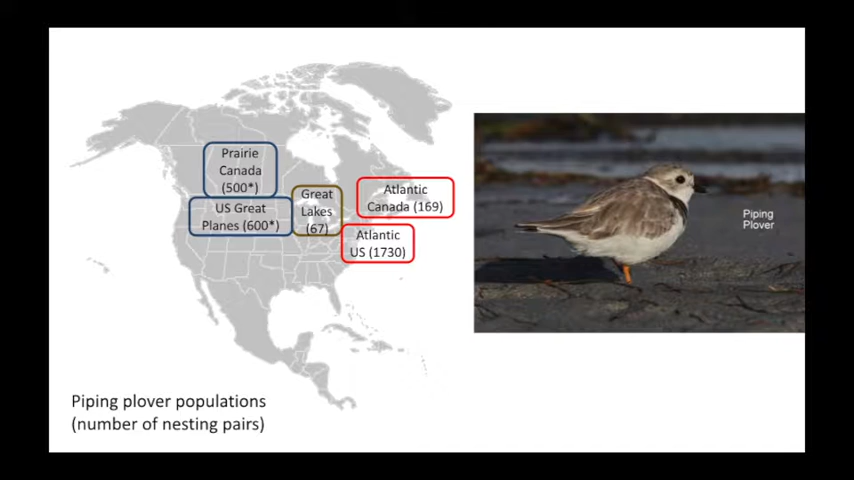 Prairie
Canada
(500*)
US Great
Planes (600*)
Great
Lakes
(67)
Atlantic
Canada (169)
Atlantic
US (1730)
Piping
Plover
Piping plover populations
(number of nesting pairs)